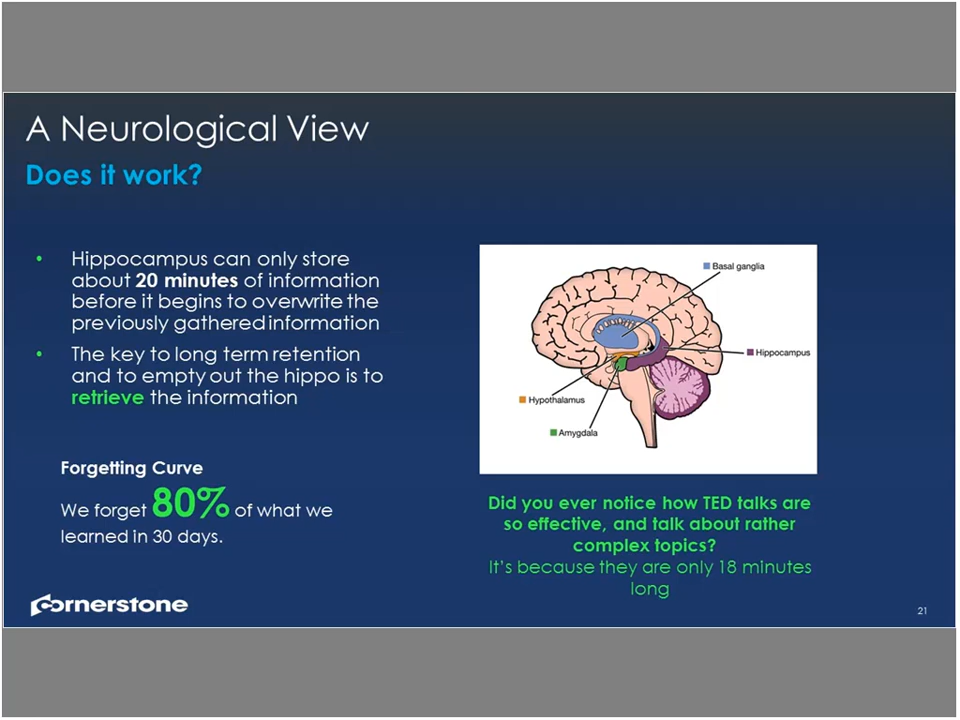 A Neurological View
Does it work?
• Hippocampus can only store
about 20 minutes of information
before it begins to overwrite the
previously gathered information
• The key to long term retention
and to empty out the hippo is to
retrieve the information
Forgetting Curve
We forget 80% of what we
learned in 30 days.
Basal ganglia
Hippocampus
Hypothalamus
Amygdala
Did you ever notice how TED talks are
so effective, and talk about rather
complex topics?
It's because they are only 18 minutes
long
cornerstone
21